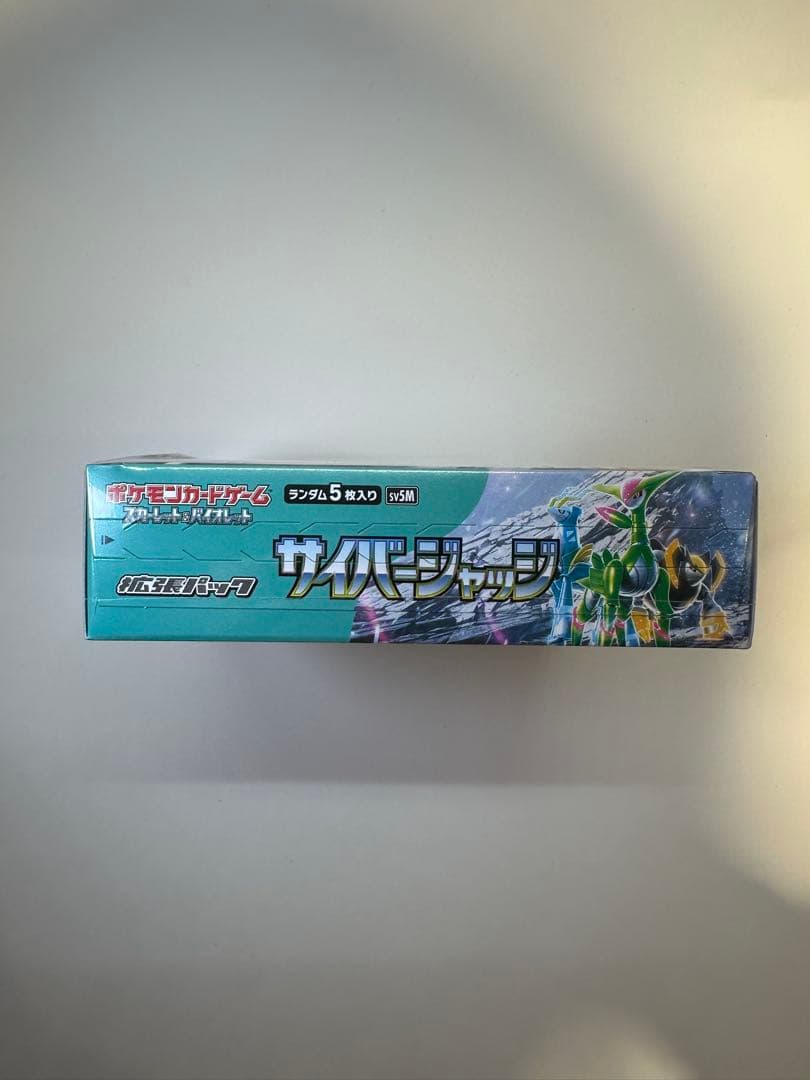 ポケモンカードゲーム
スカーレット&バイオレット
ランダム5枚入り sv5M
拡張パック
サイバージャッジ